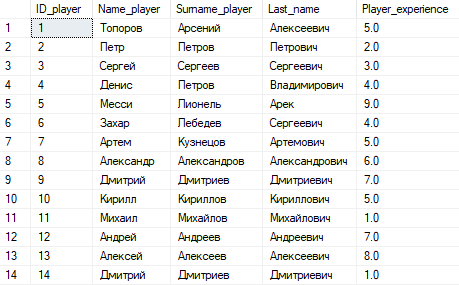 ID_player Name_player Surname_player Last_name Player_experience
1 1 Топоров Арсений Алексеевич 5.0
2 2 Петр Петров Петрович 2.0
3 3 Сергей Сергеев Сергеевич 3.0
4 4 Денис Петров Владимирович 4.0
5 5 Месси Лионель Арек 9.0
6 6 Захар Лебедев Сергеевич 4.0
7 7 Артем Кузнецов Артемович 5.0
8 8 Александр Александров Александрович 6.0
9 9 Дмитрий Дмитриев Дмитриевич 7.0
10 10 Кирилл Кириллов Кириллович 5.0
11 11 Михаил Михайлов Михайлович 1.0
12 12 Андрей Андреев Андреевич 7.0
13 13 Алексей Алексеев Алексеевич 8.0
14 14 Дмитрий Дмитриев Дмитриевич 1.0